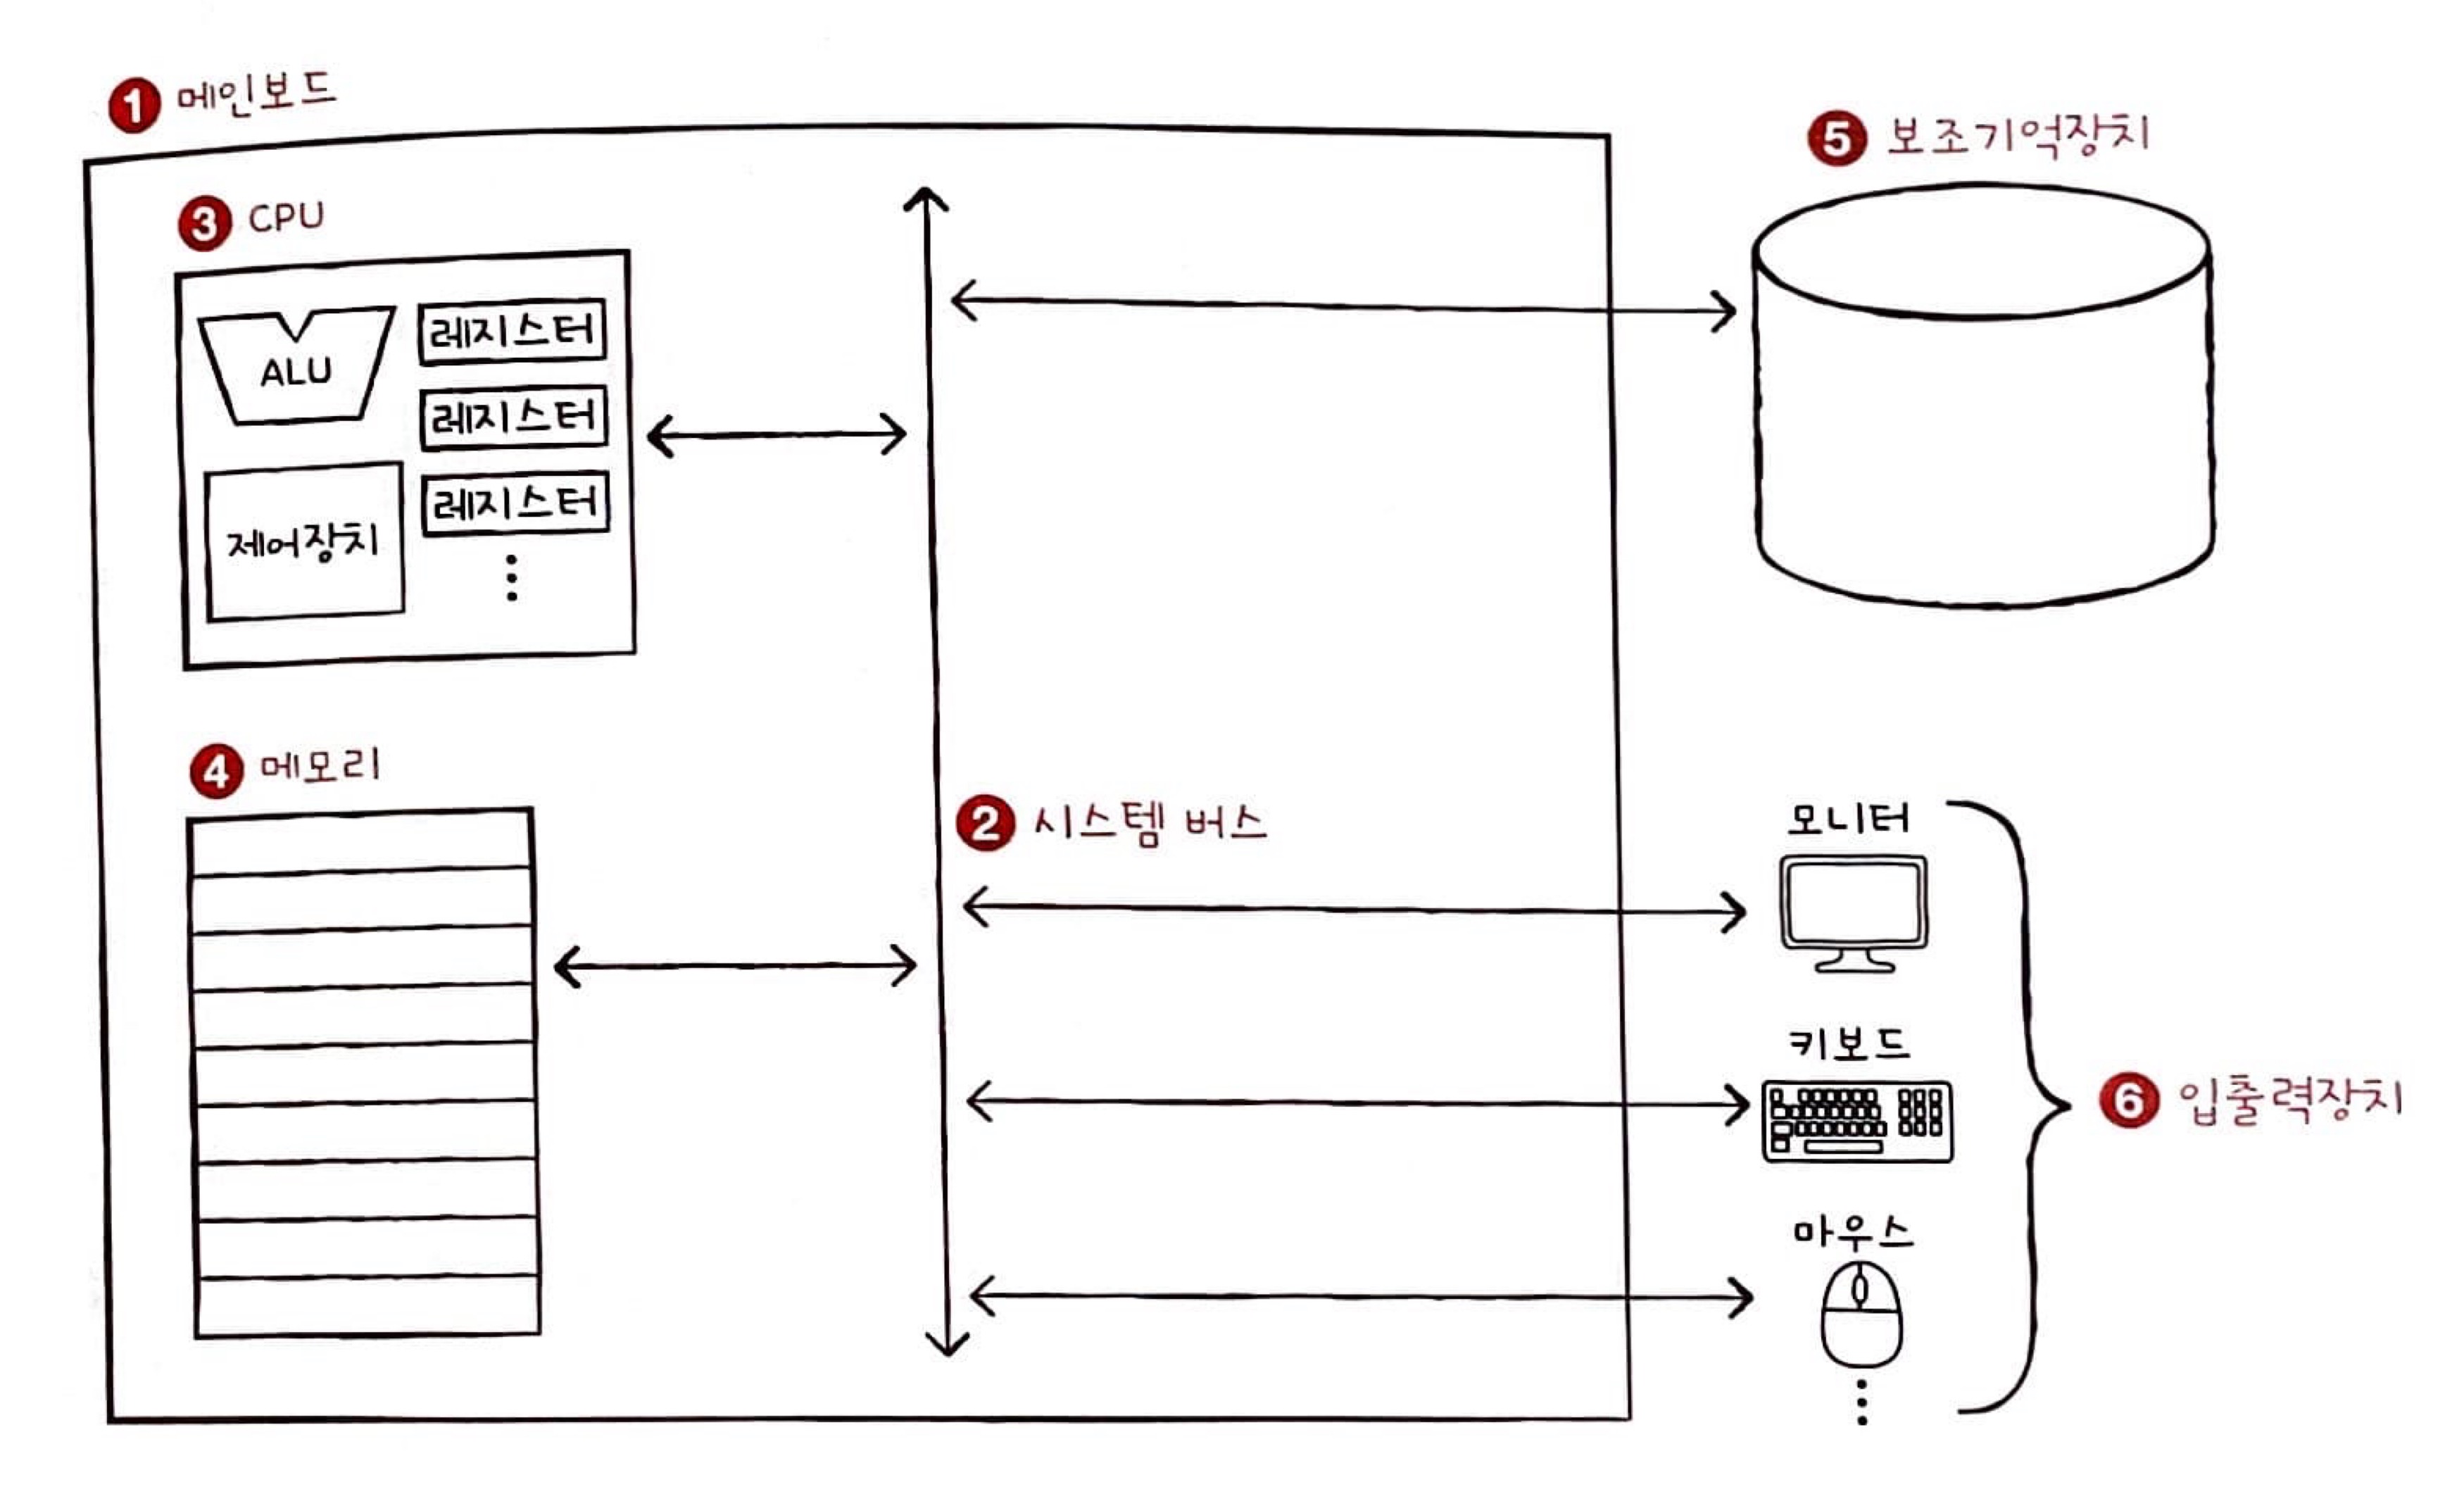 1 메인보드
3 CPU
ALU
레지스터
레지스터
레지스터
제어장치
4 메모리
2 시스템 버스
5 보조기억장치
모니터
키보드
마우스
6 입출력장치